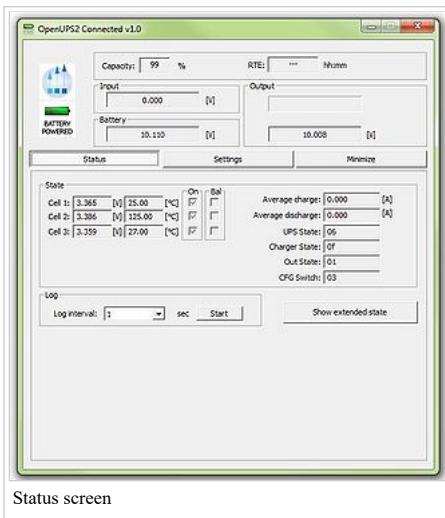 OpenUPS2 Connected v1.0
Capacity: 99 % RTE: --- hh:mm
Input Output
0.000 [V]
BATTERY POWERED
Battery
10.110 [V] 10.008 [V]
Status Settings Minimize
State On Bal
Cell 1: 3.365 [V] 25.00 [°C] Average charge: 0.000 [A]
Cell 2: 3.386 [V] 125.00 [°C] Average discharge: 0.000 [A]
Cell 3: 3.359 [V] 27.00 [°C] UPS State: 06
Charger State: 0f
Out State: 01
CFG Switch: 03
Log
Log interval: 1 sec Start Show extended state
Status screen